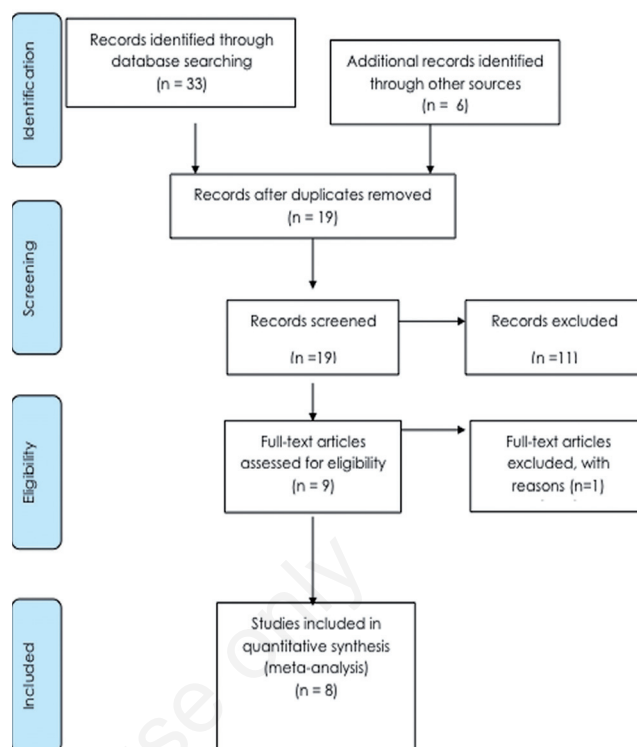 Identification
Records identified through
database searching
(n = 33)
Additional records identified
through other sources
(n = 6)
Records after duplicates removed
(n = 19)
Screening
Records screened
(n =19)
Records excluded
(n =11)
Eligibility
Full-text articles
assessed for eligibility
(n = 9)
Full-text articles
excluded, with
reasons (n=1)
Included
Studies included in
quantitative synthesis
(meta-analysis)
(n = 8)
se only